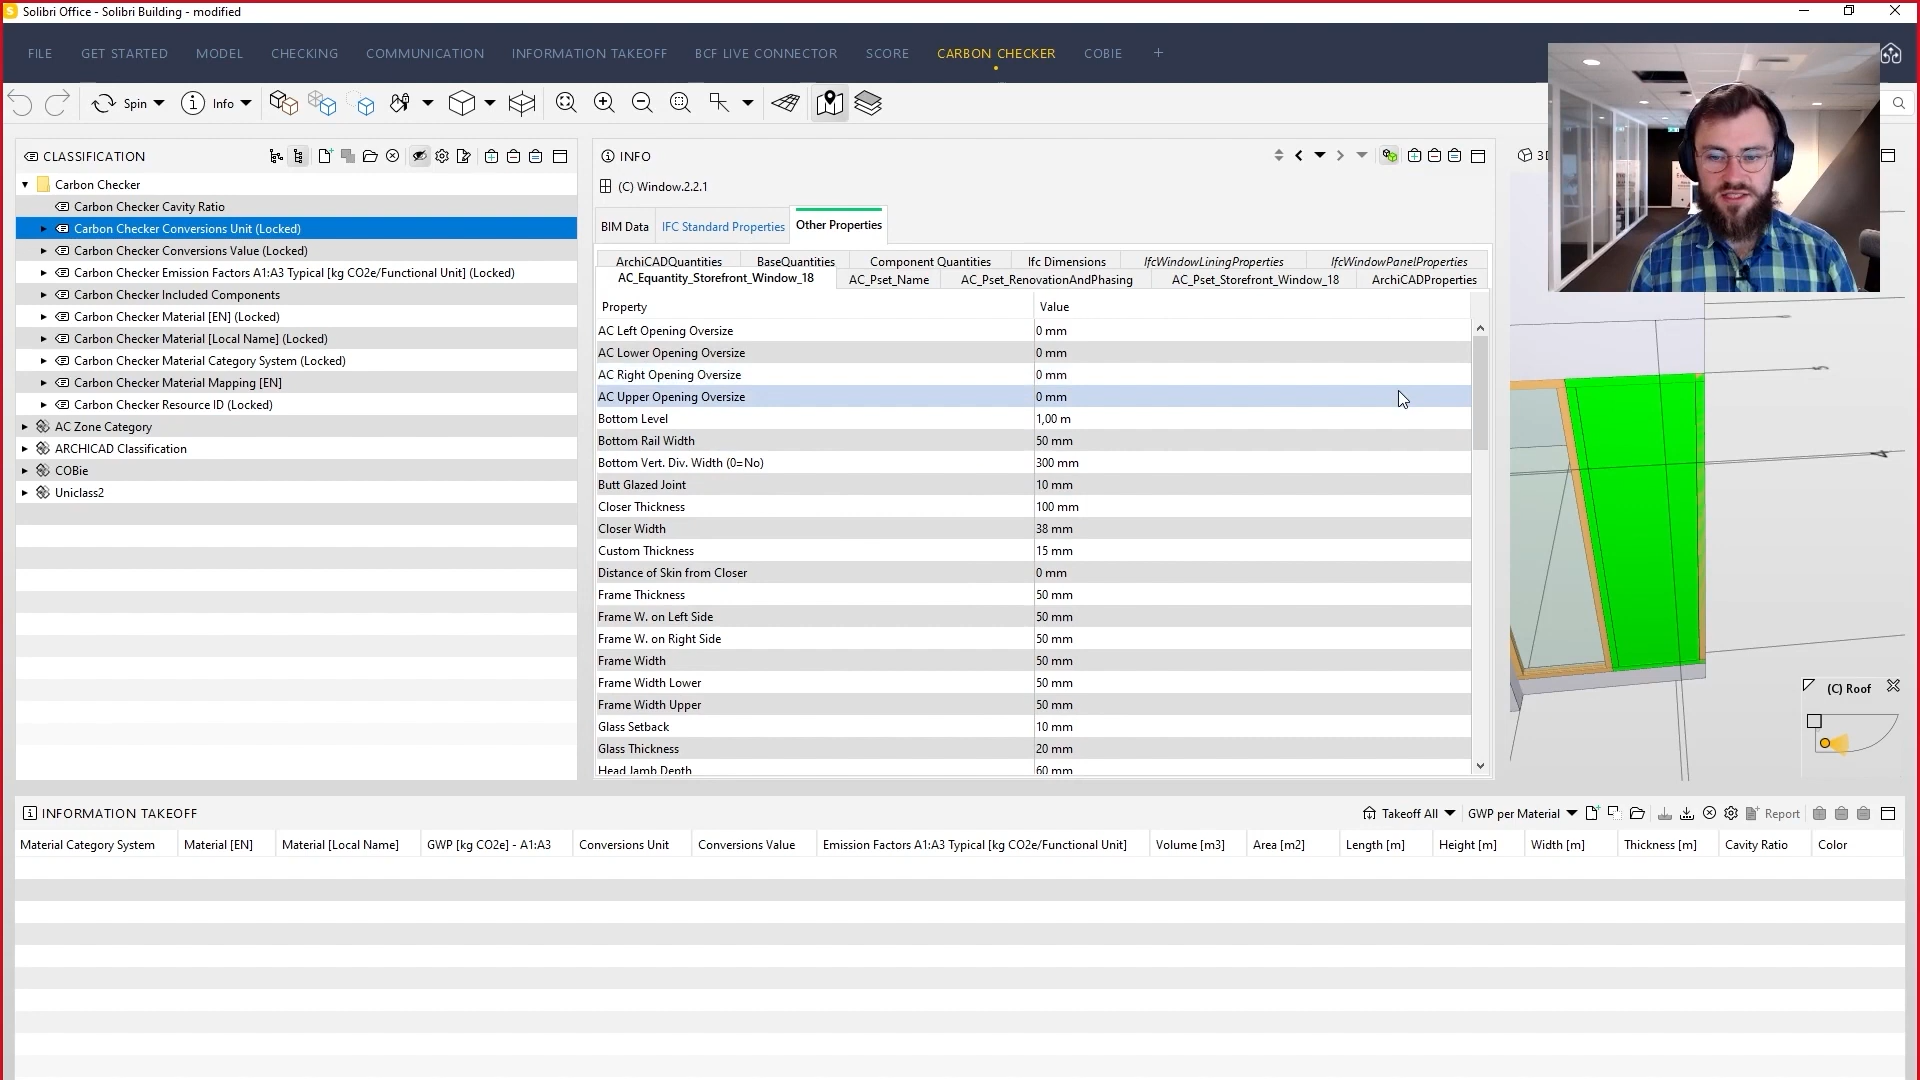 Solibri Office - Solibri Building - modified
FILE GET STARTED MODEL CHECKING COMMUNICATION INFORMATION TAKEOFF BCF LIVE CONNECTOR SCORE CARBON CHECKER COBIE +
Spin Info
CLASSIFICATION
Carbon Checker
Carbon Checker Cavity Ratio
Carbon Checker Conversions Unit (Locked)
Carbon Checker Conversions Value (Locked)
Carbon Checker Emission Factors A1:A3 Typical [kg CO2e/Functional Unit] (Locked)
Carbon Checker Included Components
Carbon Checker Material [EN] (Locked)
Carbon Checker Material [Local Name] (Locked)
Carbon Checker Material Category System (Locked)
Carbon Checker Material Mapping [EN]
Carbon Checker Resource ID (Locked)
AC Zone Category
ARCHICAD Classification
COBie
Uniclass2
INFO
(C) Window.2.2.1
BIM Data IFC Standard Properties Other Properties
ArchiCADQuantities BaseQuantities Component Quantities Ifc Dimensions IfcWindowLiningProperties IfcWindowPanelProperties
AC_Equantity_Storefront_Window_18 AC_Pset_Name AC_Pset_RenovationAndPhasing AC_Pset_Storefront_Window_18 ArchiCADProperties
Property Value
AC Left Opening Oversize 0 mm
AC Lower Opening Oversize 0 mm
AC Right Opening Oversize 0 mm
AC Upper Opening Oversize 0 mm
Bottom Level 1,00 m
Bottom Rail Width 50 mm
Bottom Vert. Div. Width (0=No) 300 mm
Butt Glazed Joint 10 mm
Closer Thickness 100 mm
Closer Width 38 mm
Custom Thickness 15 mm
Distance of Skin from Closer 0 mm
Frame Thickness 50 mm
Frame W. on Left Side 50 mm
Frame W. on Right Side 50 mm
Frame Width 50 mm
Frame Width Lower 50 mm
Frame Width Upper 50 mm
Glass Setback 10 mm
Glass Thickness 20 mm
Head Jamb Depth 60 mm
3D
(C) Roof
INFORMATION TAKEOFF
Takeoff All GWP per Material Report
Material Category System Material [EN] Material [Local Name] GWP [kg CO2e] - A1:A3 Conversions Unit Conversions Value Emission Factors A1:A3 Typical [kg CO2e/Functional Unit] Volume [m3] Area [m2] Length [m] Height [m] Width [m] Thickness [m] Cavity Ratio Color